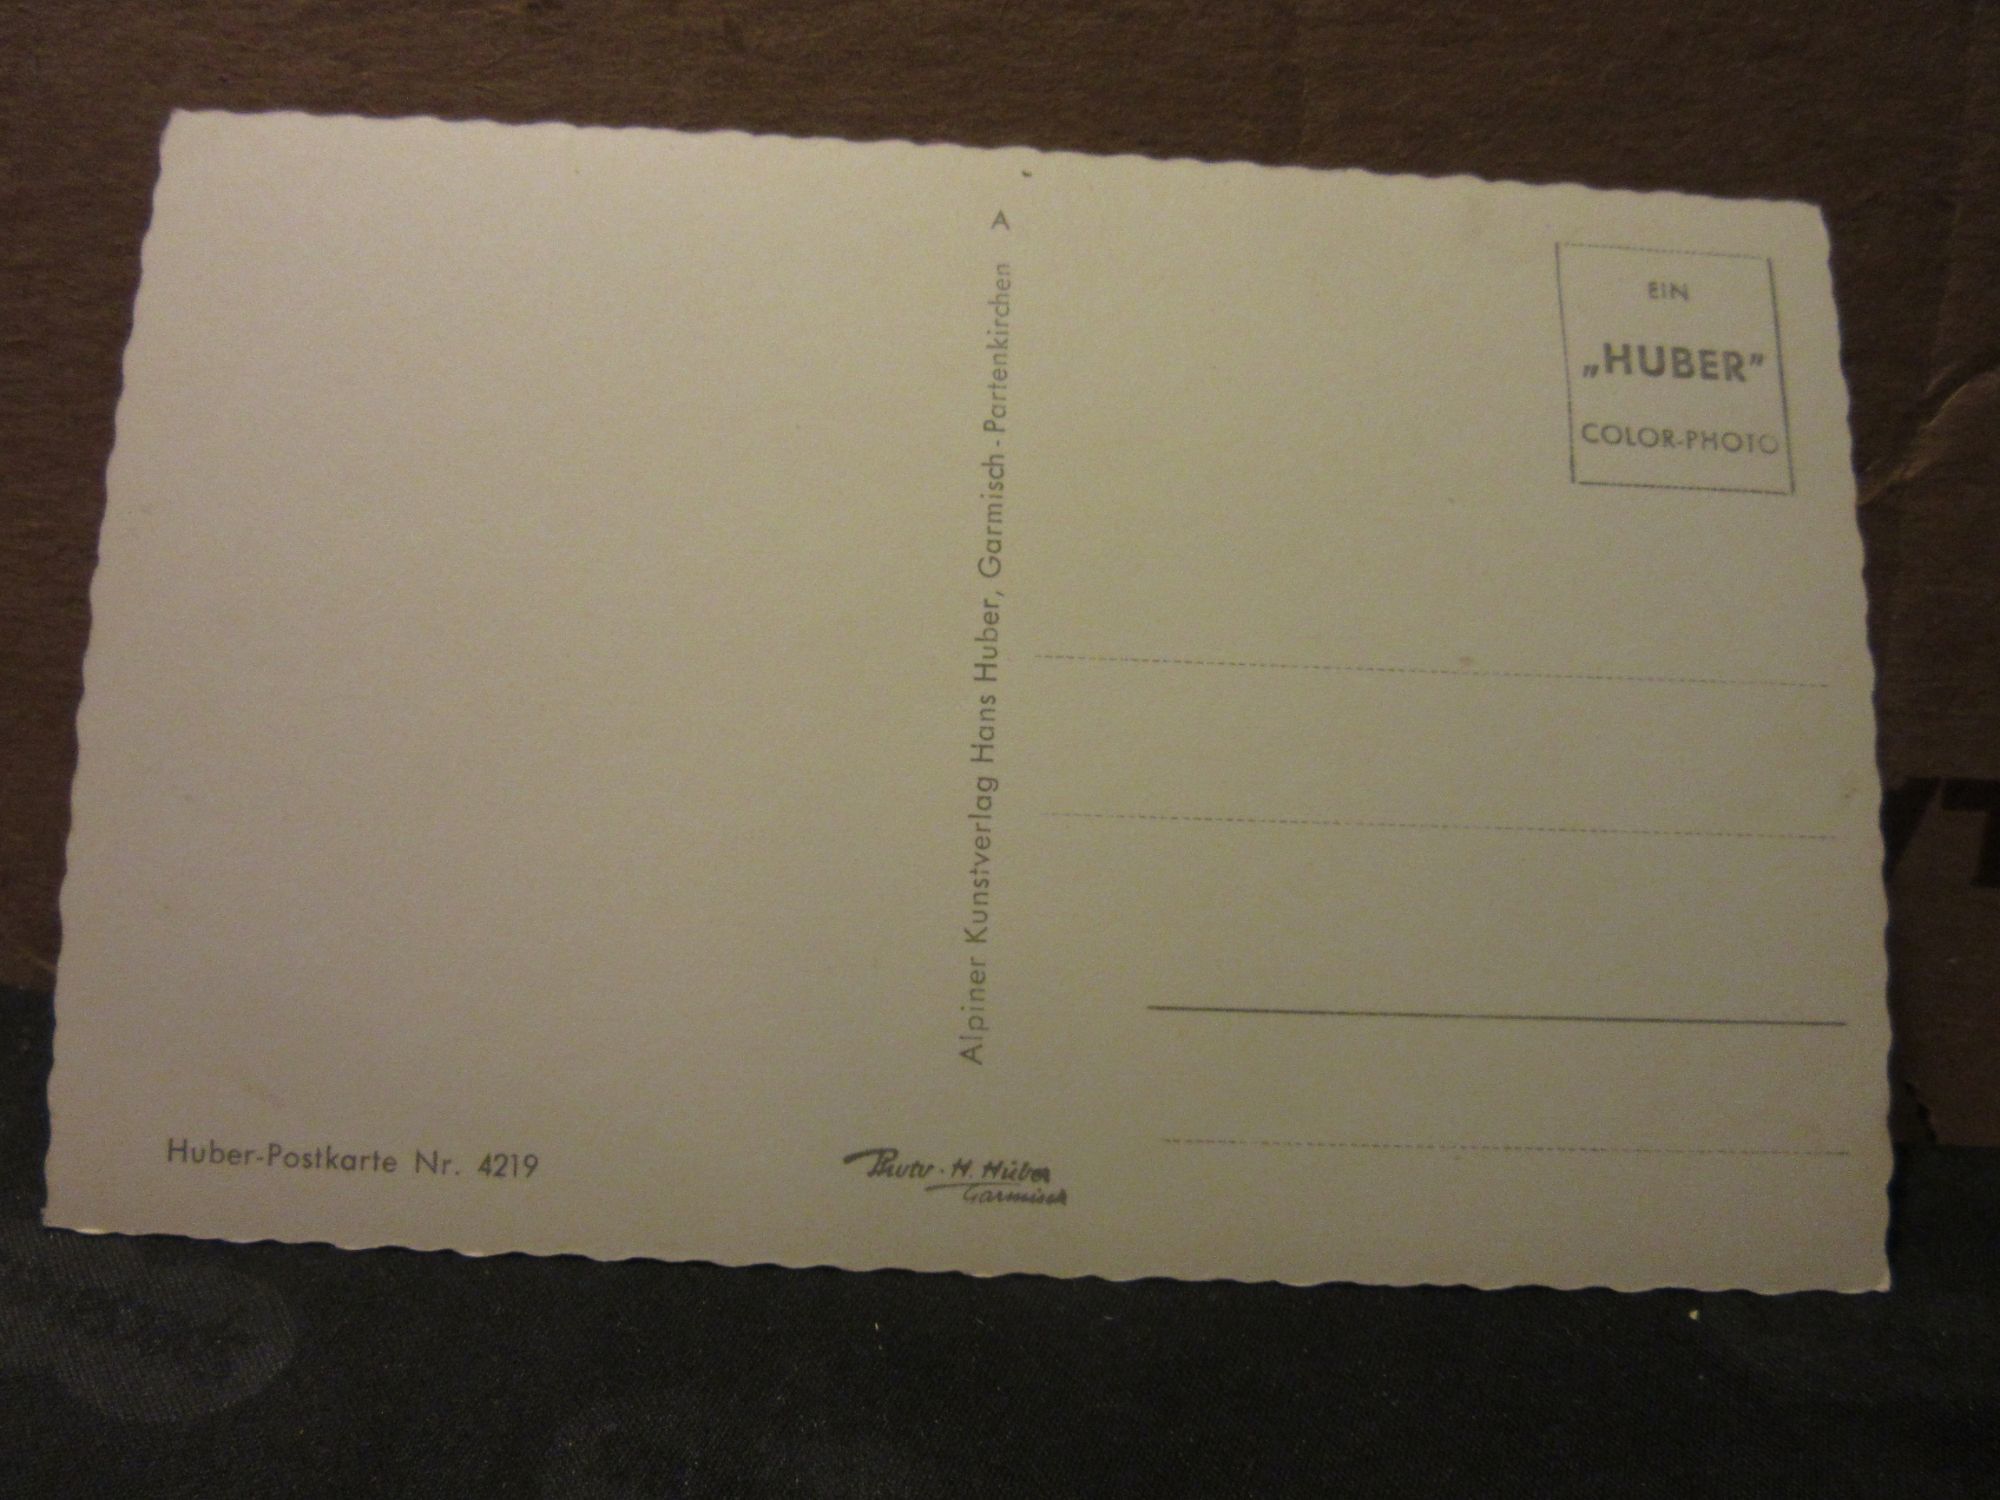 EIN
„HUBER”
COLOR-PHOTO
Alpiner Kunstverlag Hans Huber, Garmisch-Partenkirchen A
Huber-Postkarte Nr. 4219
Photo-H. Huber
Garmisch